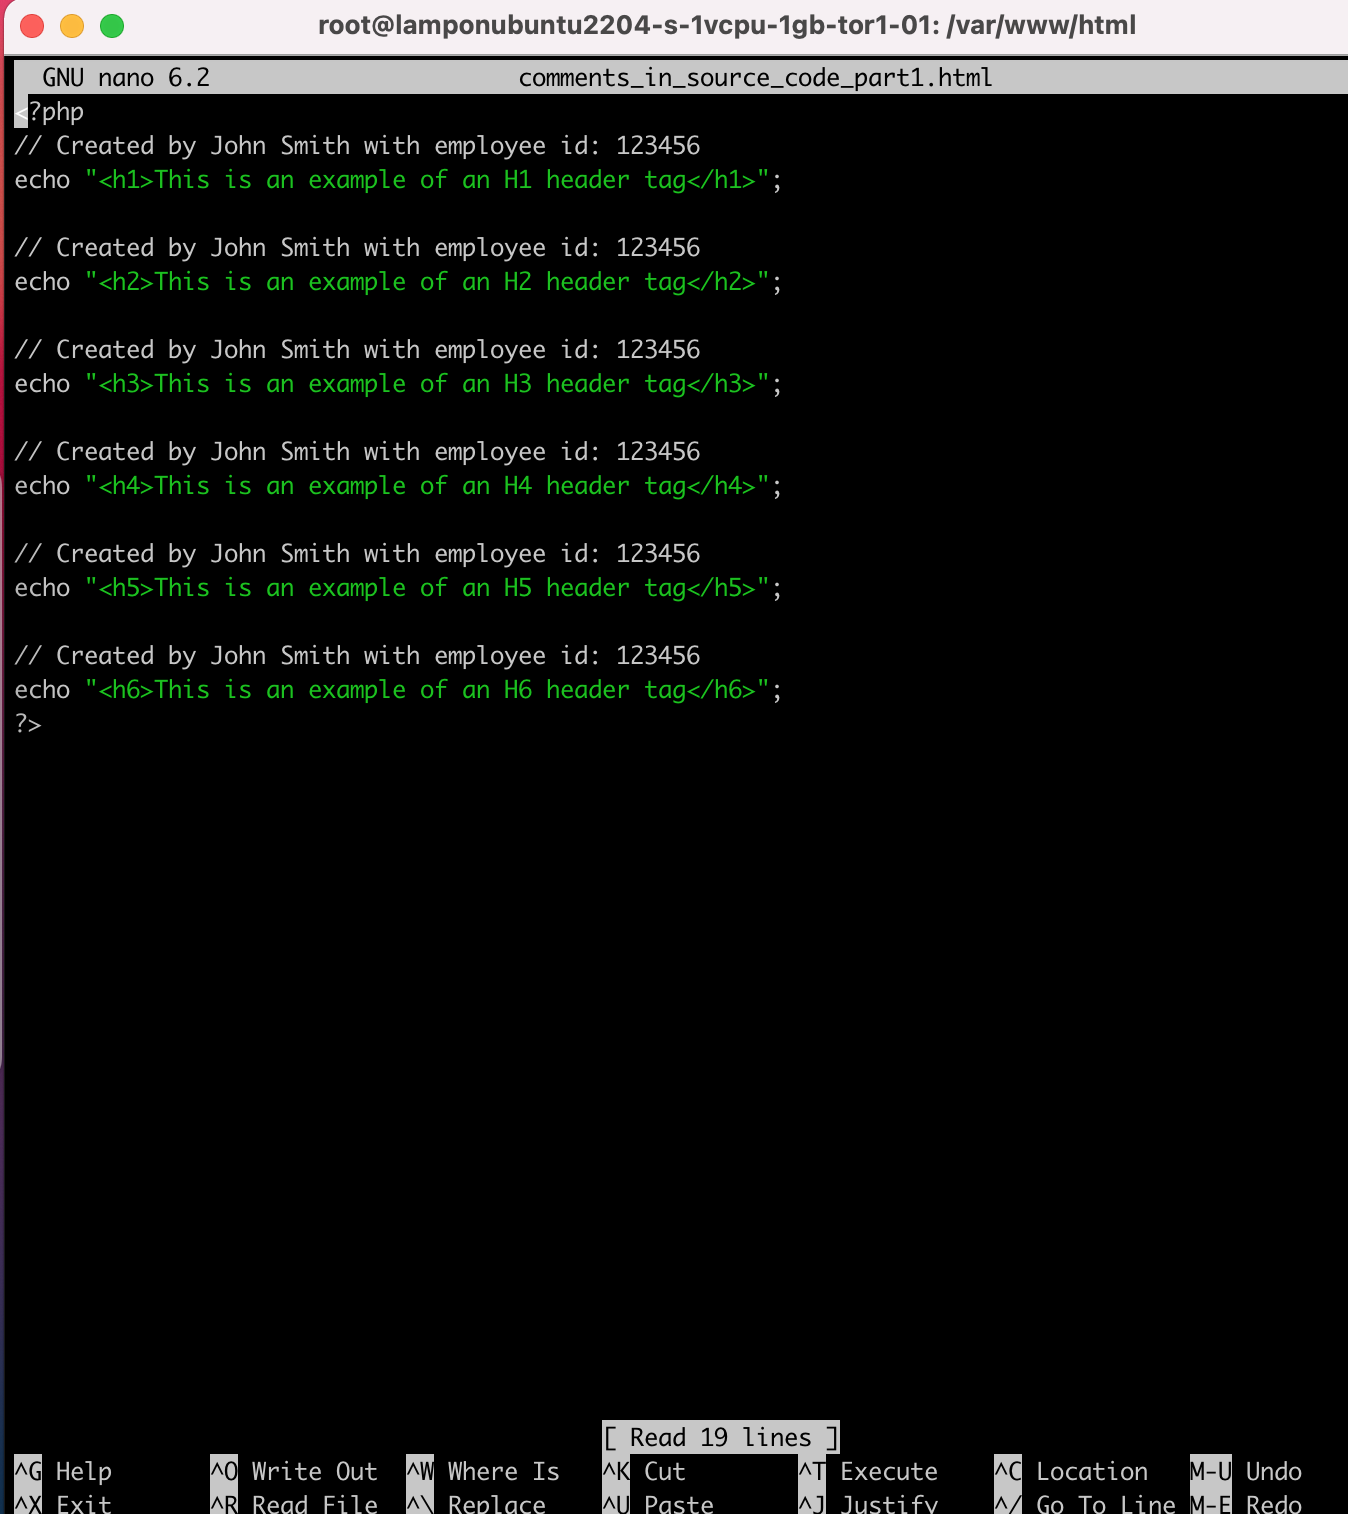 root@lamponubuntu2204-s-1vcpu-1gb-tor1-01: /var/www/html
GNU nano 6.2 comments_in_source_code_part1.html
<?php
// Created by John Smith with employee id: 123456
echo "<h1>This is an example of an H1 header tag</h1>";

// Created by John Smith with employee id: 123456
echo "<h2>This is an example of an H2 header tag</h2>";

// Created by John Smith with employee id: 123456
echo "<h3>This is an example of an H3 header tag</h3>";

// Created by John Smith with employee id: 123456
echo "<h4>This is an example of an H4 header tag</h4>";

// Created by John Smith with employee id: 123456
echo "<h5>This is an example of an H5 header tag</h5>";

// Created by John Smith with employee id: 123456
echo "<h6>This is an example of an H6 header tag</h6>";
?>
[ Read 19 lines ]
^G Help ^O Write Out ^W Where Is ^K Cut ^T Execute ^C Location M-U Undo
^X Exit ^R Read File ^\ Replace ^U Paste ^J Justify ^/ Go To Line M-E Redo